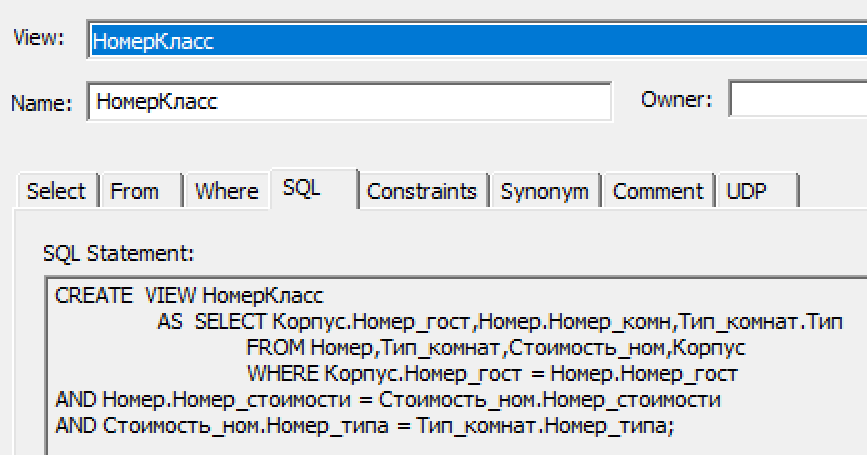 View: НомерКласс
Name: НомерКласс Owner:
Select From Where SQL Constraints Synonym Comment UDP
SQL Statement:
CREATE VIEW НомерКласс
AS SELECT Корпус.Номер_гост,Номер.Номер_комн,Тип_комнат.Тип
FROM Номер,Тип_комнат,Стоимость_ном,Корпус
WHERE Корпус.Номер_гост = Номер.Номер_гост
AND Номер.Номер_стоимости = Стоимость_ном.Номер_стоимости
AND Стоимость_ном.Номер_типа = Тип_комнат.Номер_типа;